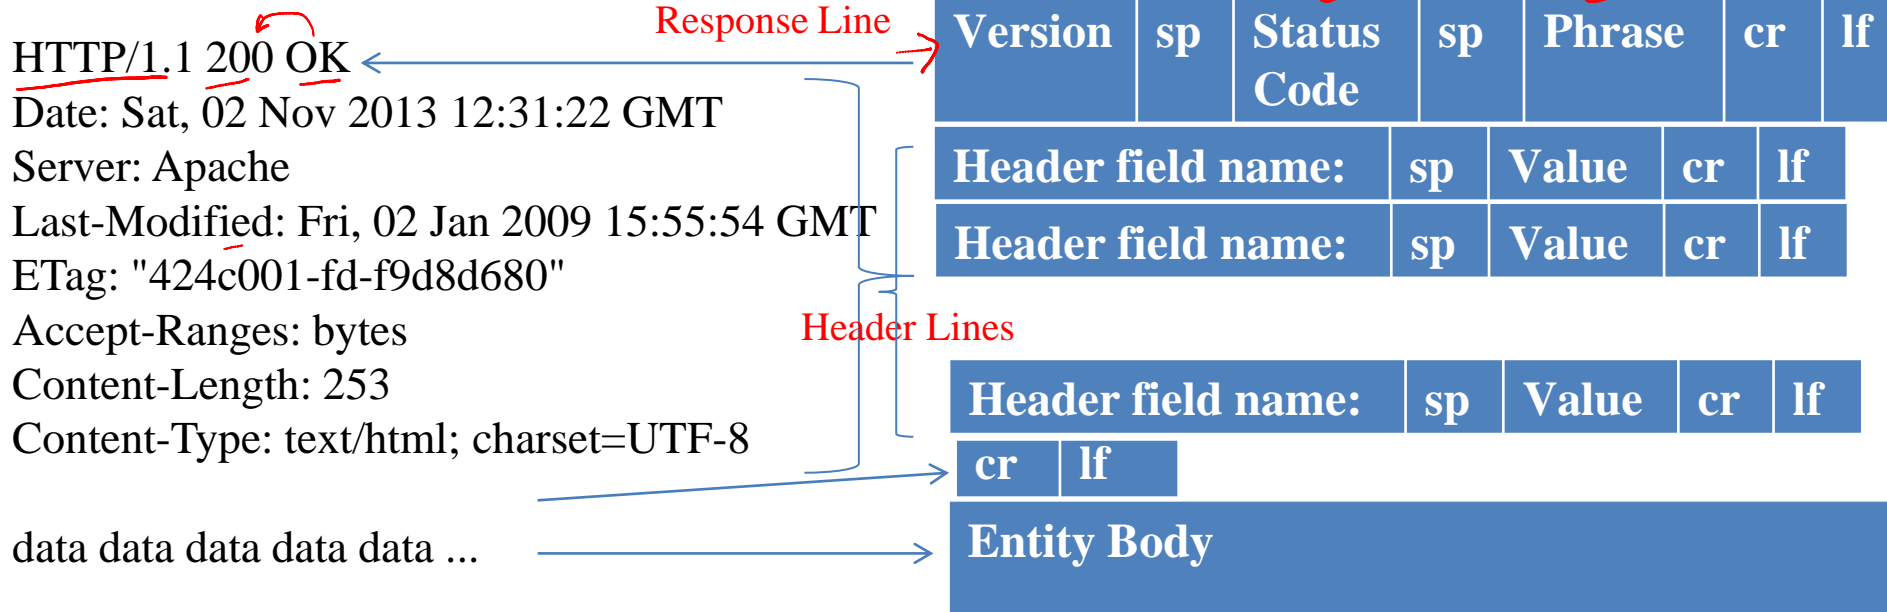 HTTP/1.1 200 OK
Date: Sat, 02 Nov 2013 12:31:22 GMT
Server: Apache
Last-Modified: Fri, 02 Jan 2009 15:55:54 GMT
ETag: "424c001-fd-f9d8d680"
Accept-Ranges: bytes
Content-Length: 253
Content-Type: text/html; charset=UTF-8
data data data data data ...
Response Line
Header Lines
Version sp Status Code sp Phrase cr lf
Header field name: sp Value cr lf
Header field name: sp Value cr lf
Header field name: sp Value cr lf
cr lf
Entity Body